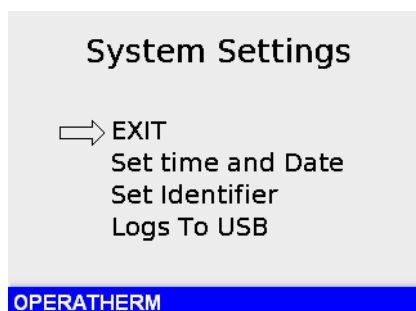 System Settings
EXIT
Set time and Date
Set Identifier
Logs To USB
OPERATHERM